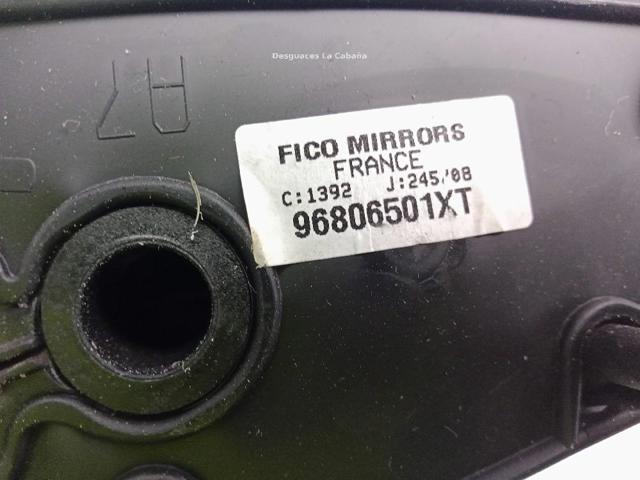 Desguaces La Cabaña
A7
FICO MIRRORS
FRANCE
C:1392 J:245/08
96806501XT